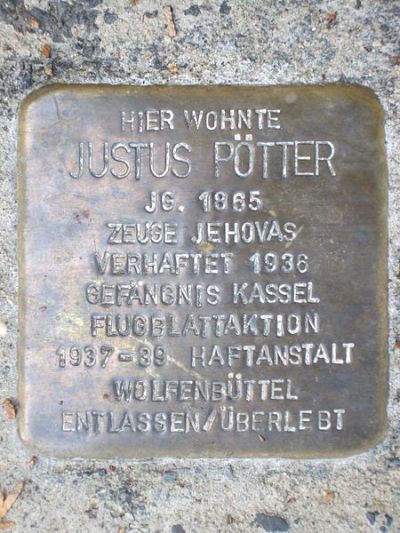 HIER WOHNTE
JUSTUS PÖTTER
JG. 1865
ZEUGE JEHOVAS
VERHAFTET 1936
GEFÄNGNIS KASSEL
FLUGBLATTAKTION
1937-39 HAFTANSTALT
WOLFENBÜTTEL
ENTLASSEN/ÜBERLEBT